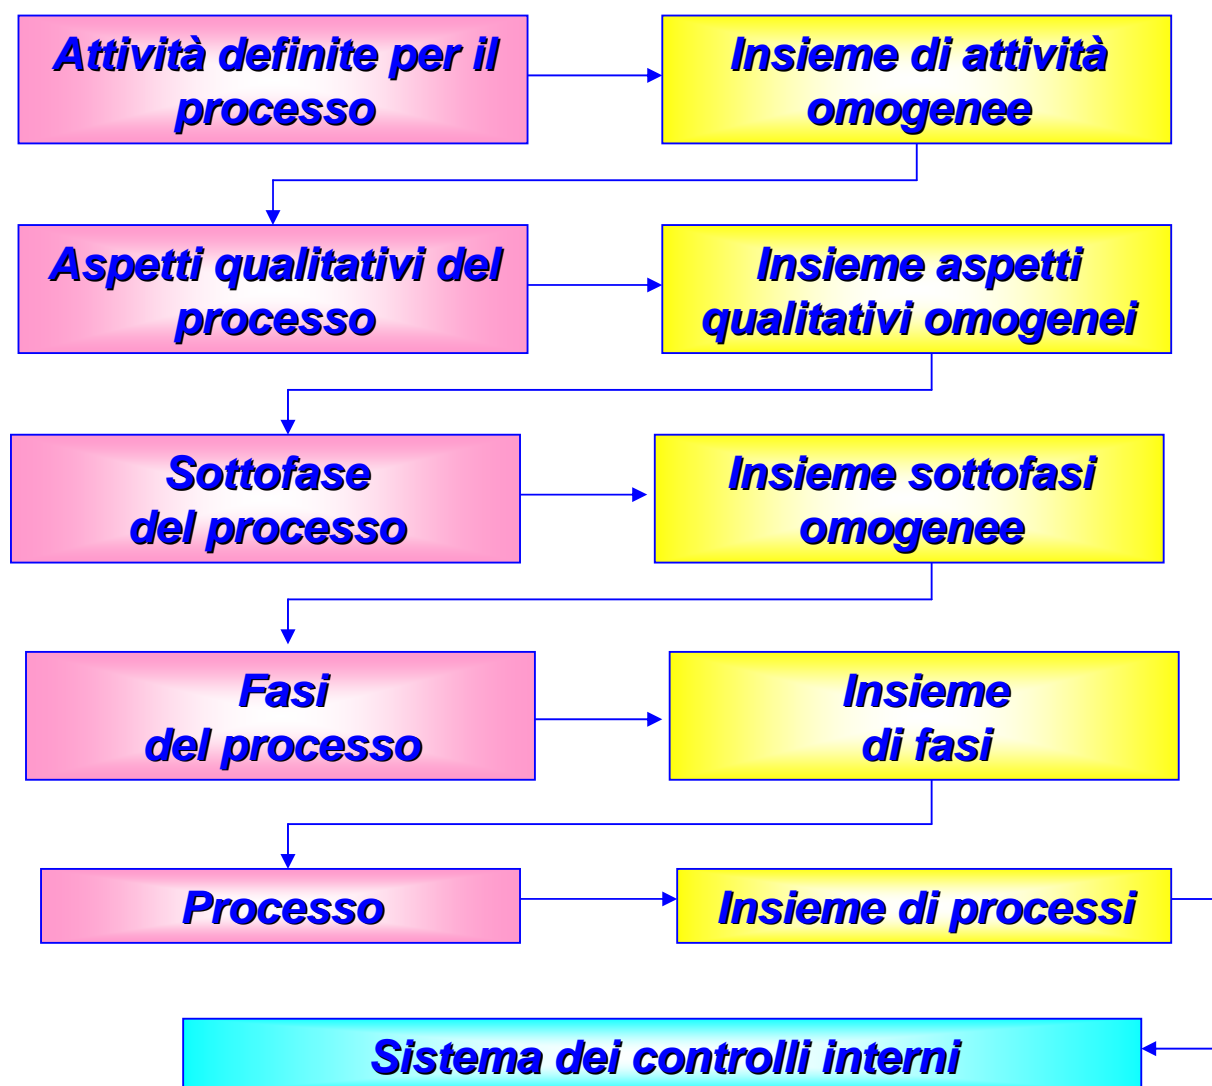 Attività definite per il
processo
Insieme di attività
omogenee
Aspetti qualitativi del
processo
Insieme aspetti
qualitativi omogenei
Sottofase
del processo
Insieme sottofasi
omogenee
Fasi
del processo
Insieme
di fasi
Processo
Insieme di processi
Sistema dei controlli interni